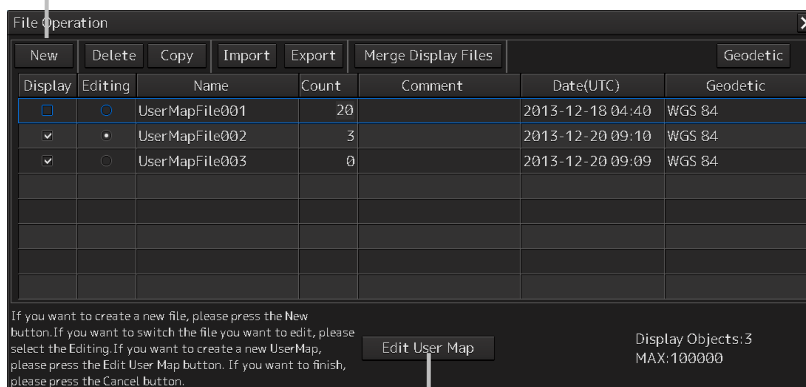 File Operation
New Delete Copy Import Export Merge Display Files Geodetic
Display Editing Name Count Comment Date(UTC) Geodetic
UserMapFile001 20 2013-12-18 04:40 WGS 84
UserMapFile002 3 2013-12-20 09:10 WGS 84
UserMapFile003 0 2013-12-20 09:09 WGS 84
If you want to create a new file, please press the New
button.If you want to switch the file you want to edit, please
select the Editing.If you want to create a new UserMap,
please press the Edit User Map button. If you want to finish,
please press the Cancel button.
Edit User Map
Display Objects:3
MAX:100000